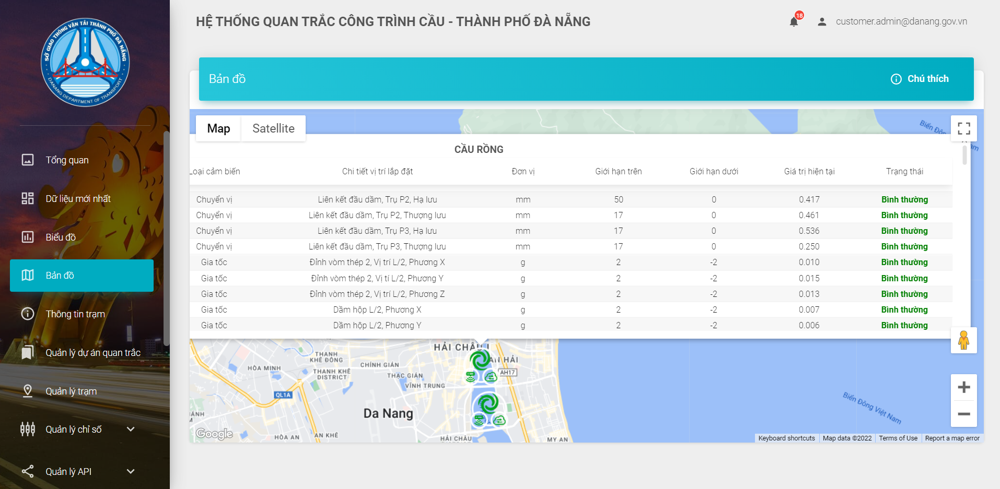 SỞ GIAO THÔNG VẬN TẢI THÀNH PHỐ ĐÀ NẴNG
DANANG DEPARTMENT OF TRANSPORT
HỆ THỐNG QUAN TRẮC CÔNG TRÌNH CẦU - THÀNH PHỐ ĐÀ NẴNG
18
customer.admin@danang.gov.vn
Tổng quan
Dữ liệu mới nhất
Biểu đồ
Bản đồ
Thông tin trạm
Quản lý dự án quan trắc
Quản lý trạm
Quản lý chỉ số
Quản lý API
Bản đồ
Chú thích
Map Satellite
CẦU RỒNG
Loại cảm biến Chi tiết vị trí lắp đặt Đơn vị Giới hạn trên Giới hạn dưới Giá trị hiện tại Trạng thái
Chuyển vị Liên kết đầu dầm, Trụ P2, Hạ lưu mm 50 0 0.417 Bình thường
Chuyển vị Liên kết đầu dầm, Trụ P2, Thượng lưu mm 17 0 0.461 Bình thường
Chuyển vị Liên kết đầu dầm, Trụ P3, Hạ lưu mm 17 0 0.536 Bình thường
Chuyển vị Liên kết đầu dầm, Trụ P3, Thượng lưu mm 17 0 0.250 Bình thường
Gia tốc Đỉnh vòm thép 2, Vị trí L/2, Phương X g 2 -2 0.010 Bình thường
Gia tốc Đỉnh vòm thép 2, Vị tí L/2, Phương Y g 2 -2 0.015 Bình thường
Gia tốc Đỉnh vòm thép 2, Vị trí L/2, Phương Z g 2 -2 0.013 Bình thường
Gia tốc Dầm hộp L/2, Phương X g 2 -2 0.007 Bình thường
Gia tốc Dầm hộp L/2, Phương Y g 2 -2 0.006 Bình thường
HẢI CHÂU I
THANH
KHÊ ĐÔNG
AN HẢI
CHÍNH GIÁN
HÒA MINH
THANH KHÊ
DISTRICT
THẠC GIÁN
AH17
VĨNH TRUNG
QL1A
Biển Đông Việt Nam
Da Nang
Google
HÒA AN
AN KHÊ
HẢI CHÂU
MY AN
Keyboard shortcuts Map data ©2022 Terms of Use Report a map error